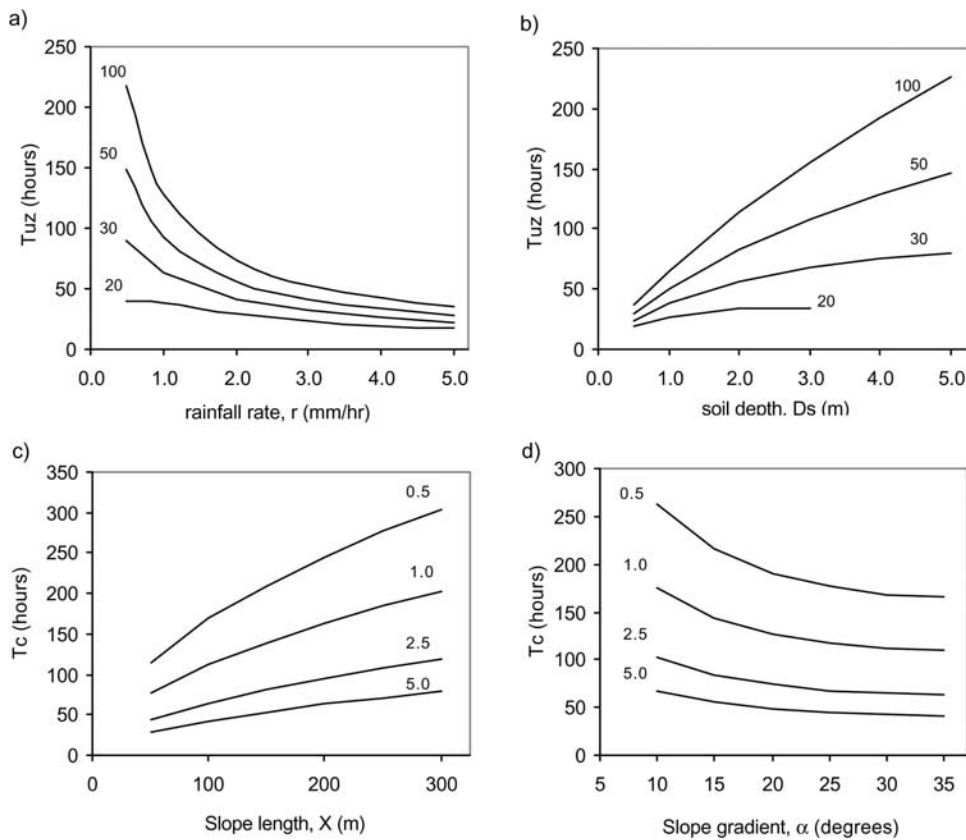 a)
250
200
150
100
50
0
Tuz (hours)
100
50
30
20
0.0 1.0 2.0 3.0 4.0 5.0
rainfall rate, r (mm/hr)
b)
250
200
150
100
50
0
Tuz (hours)
100
50
30
20
0.0 1.0 2.0 3.0 4.0 5.0
soil depth, Ds (m)
c)
350
300
250
200
150
100
50
0
Tc (hours)
0.5
1.0
2.5
5.0
0 100 200 300
Slope length, X (m)
d)
300
250
200
150
100
50
0
Tc (hours)
0.5
1.0
2.5
5.0
5 10 15 20 25 30 35
Slope gradient, α (degrees)